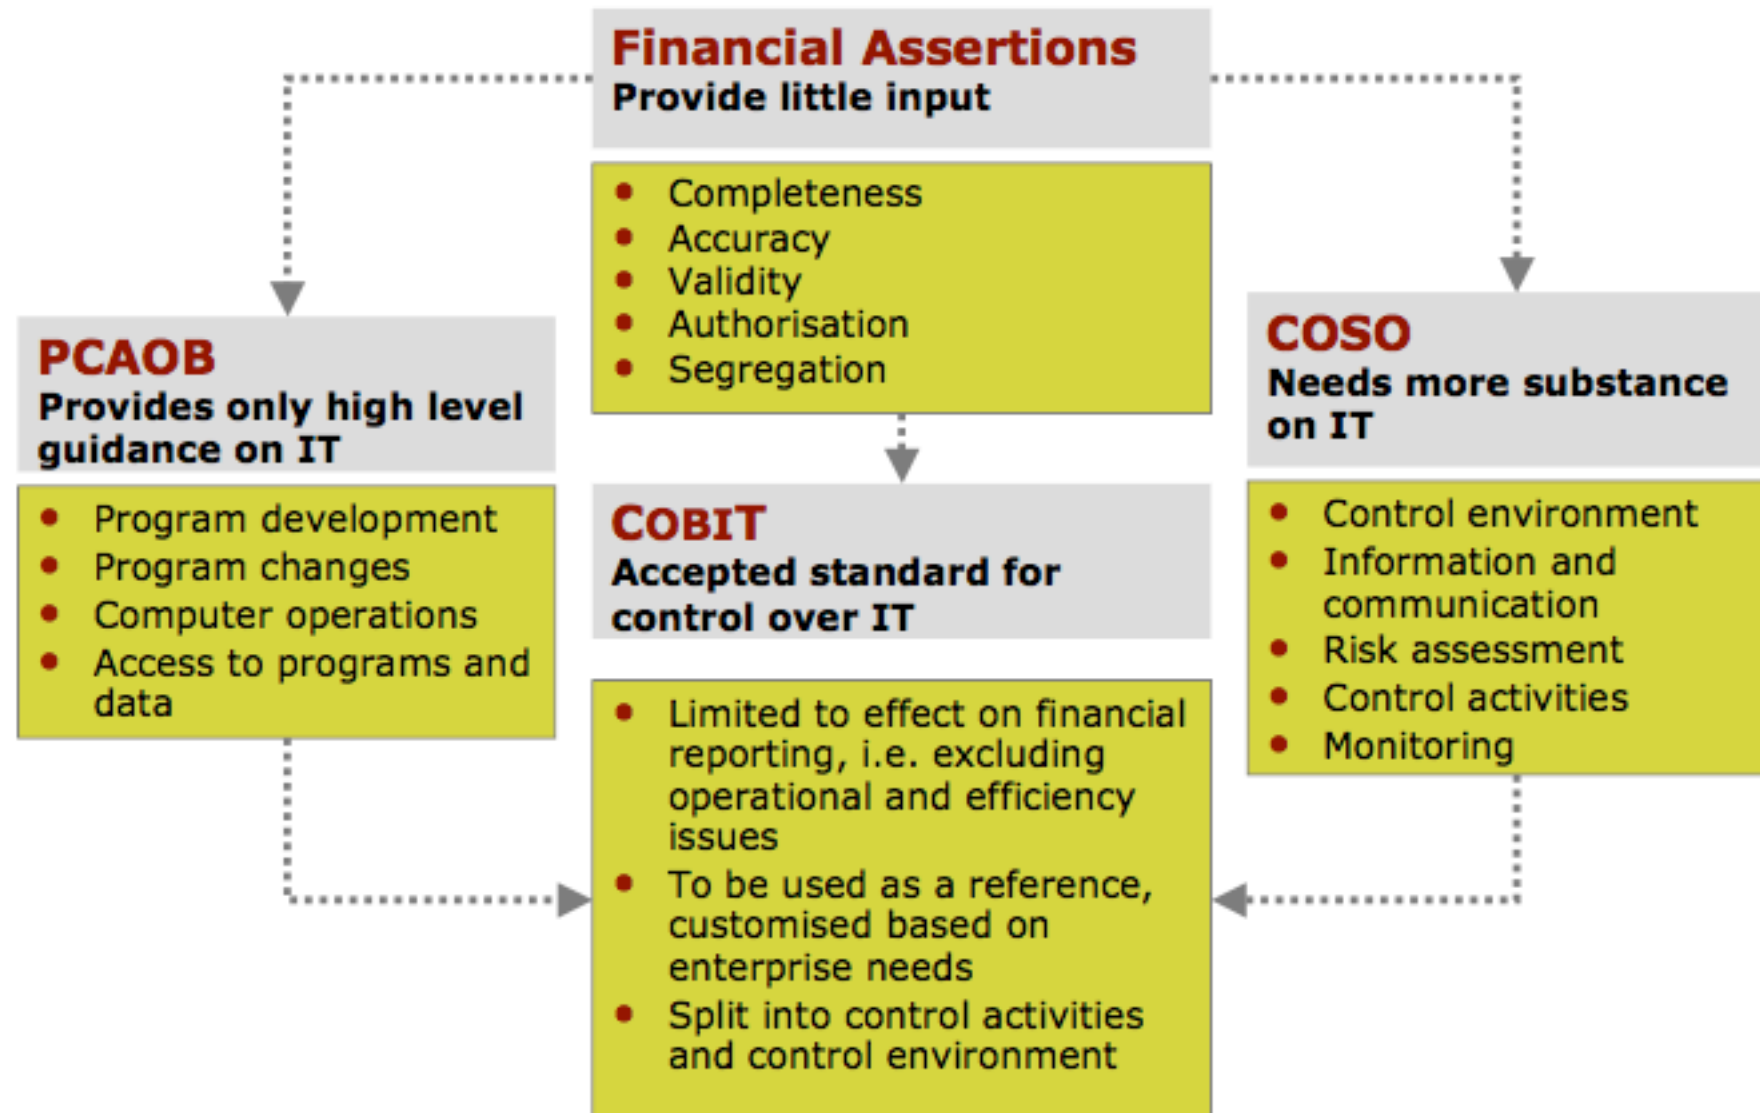 Financial Assertions
Provide little input
• Completeness
• Accuracy
• Validity
• Authorisation
• Segregation
PCAOB
Provides only high level
guidance on IT
• Program development
• Program changes
• Computer operations
• Access to programs and
data
COBIT
Accepted standard for
control over IT
• Limited to effect on financial
reporting, i.e. excluding
operational and efficiency
issues
• To be used as a reference,
customised based on
enterprise needs
• Split into control activities
and control environment
COSO
Needs more substance
on IT
• Control environment
• Information and
communication
• Risk assessment
• Control activities
• Monitoring